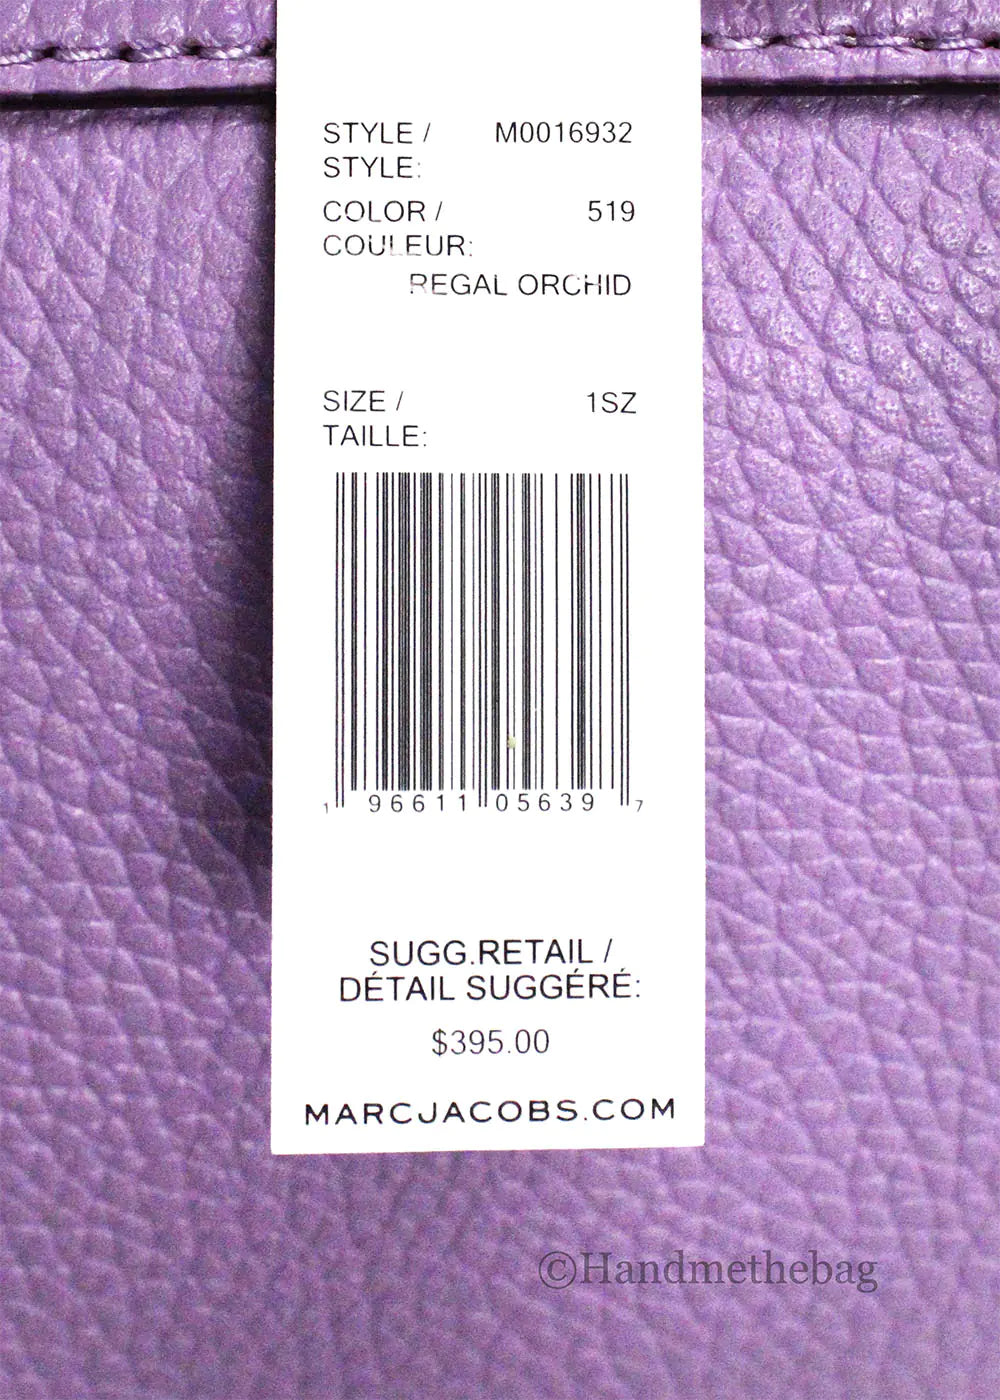 STYLE / M0016932
STYLE:
COLOR / 519
COULEUR:
REGAL ORCHID
SIZE / 1SZ
TAILLE:
1 96611 05639 7
SUGG.RETAIL /
DÉTAIL SUGGÉRÉ:
$395.00
MARCJACOBS.COM
©Handmethebag